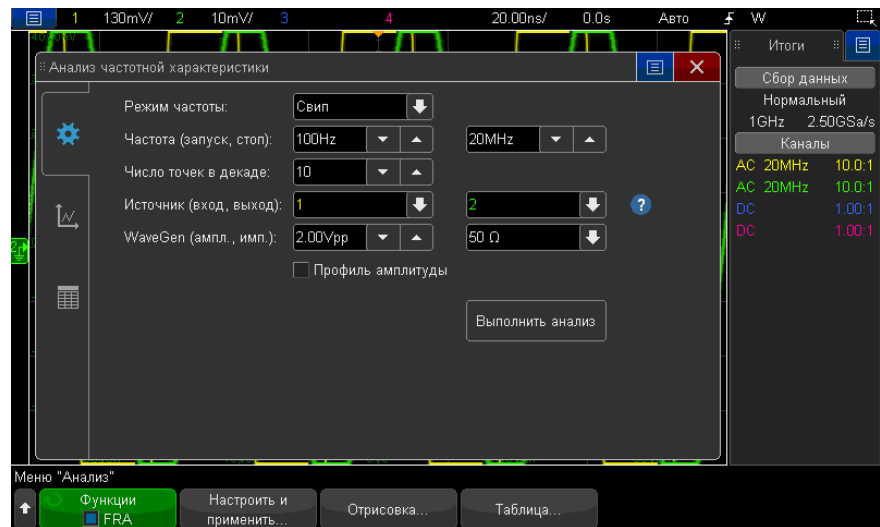 1 130mV/ 2 10mV/ 3 4 20.00ns/ 0.0s Авто W
Анализ частотной характеристики
Режим частоты: Свип
Частота (запуск, стоп): 100Hz 20MHz
Число точек в декаде: 10
Источник (вход, выход): 1 2 ?
WaveGen (ампл., имп.): 2.00Vpp 50 Ω
Профиль амплитуды
Выполнить анализ
Итоги
Сбор данных
Нормальный
1GHz 2.50GSa/s
Каналы
AC 20MHz 10.0:1
AC 20MHz 10.0:1
DC 1.00:1
DC 1.00:1
Меню "Анализ"
Функции
FRA
Настроить и
применить...
Отрисовка...
Таблица...